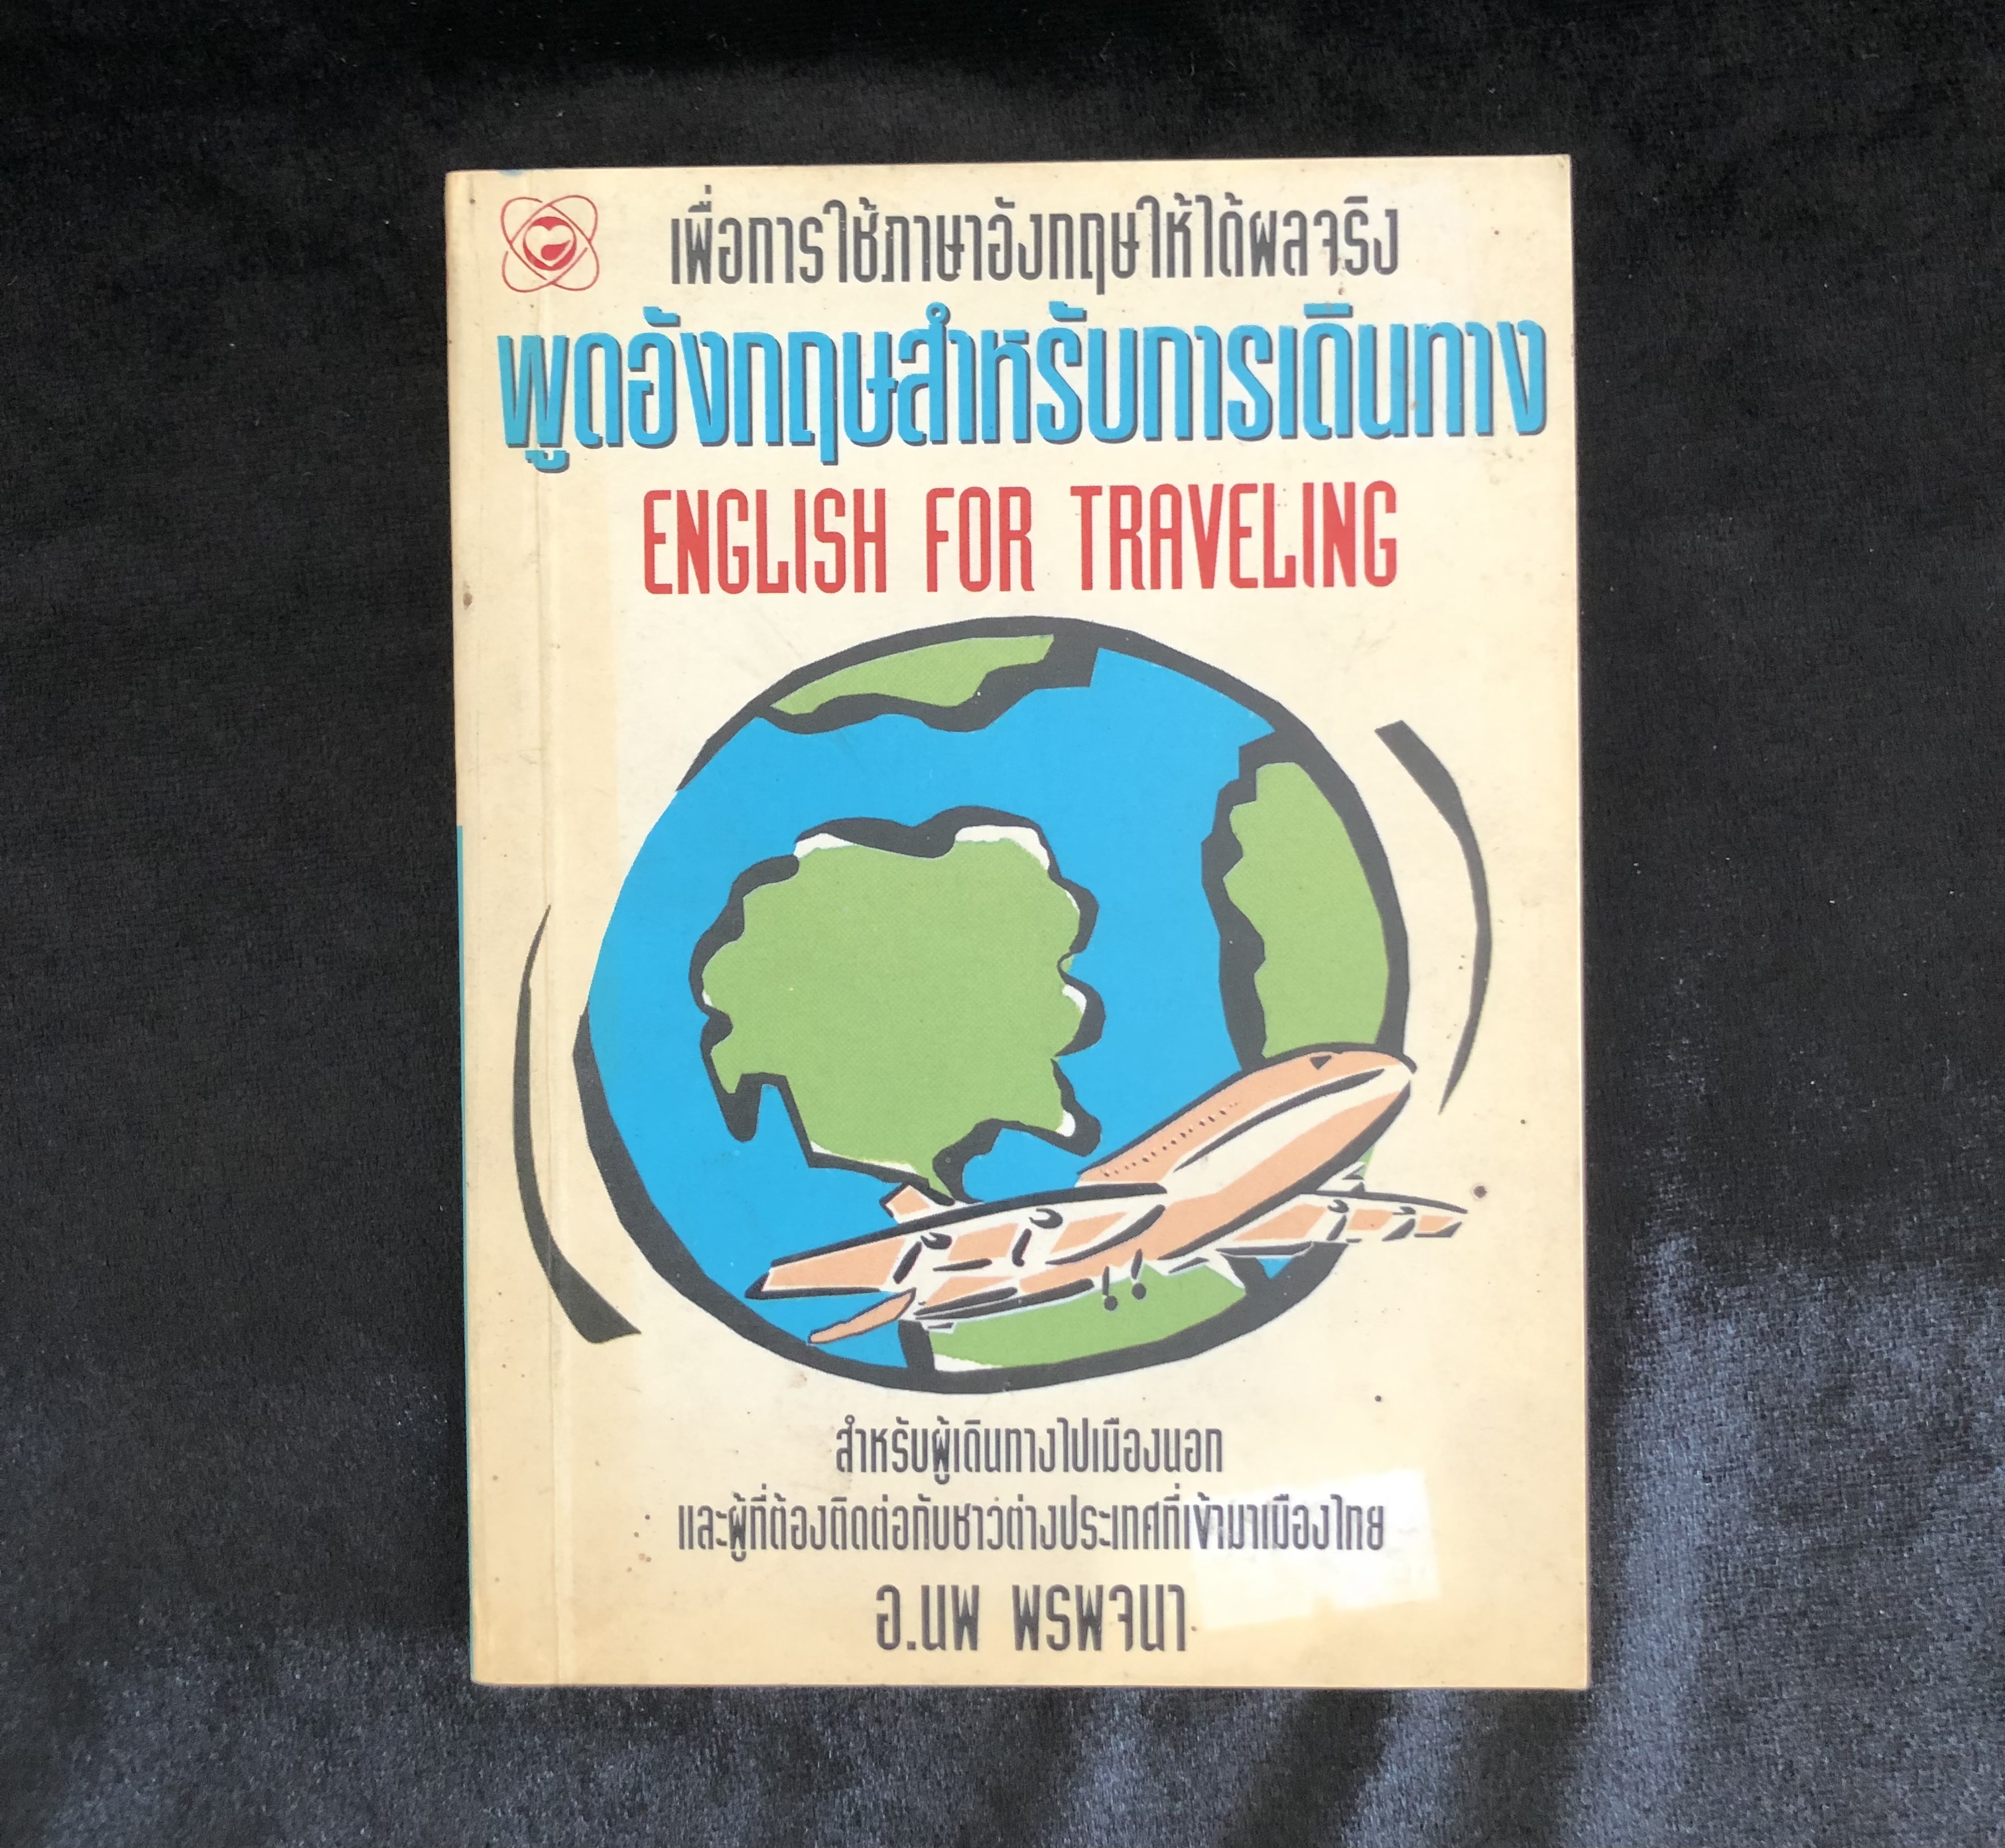 เพื่อการใช้ภาษาอังกฤษให้ได้ผลจริง
พูดอังกฤษสำหรับการเดินทาง
ENGLISH FOR TRAVELING
สำหรับผู้เดินทางไปเมืองนอก
และผู้ที่ต้องติดต่อกับชาวต่างประเทศที่เข้ามาเมืองไทย
อ.นพ พรพจนา